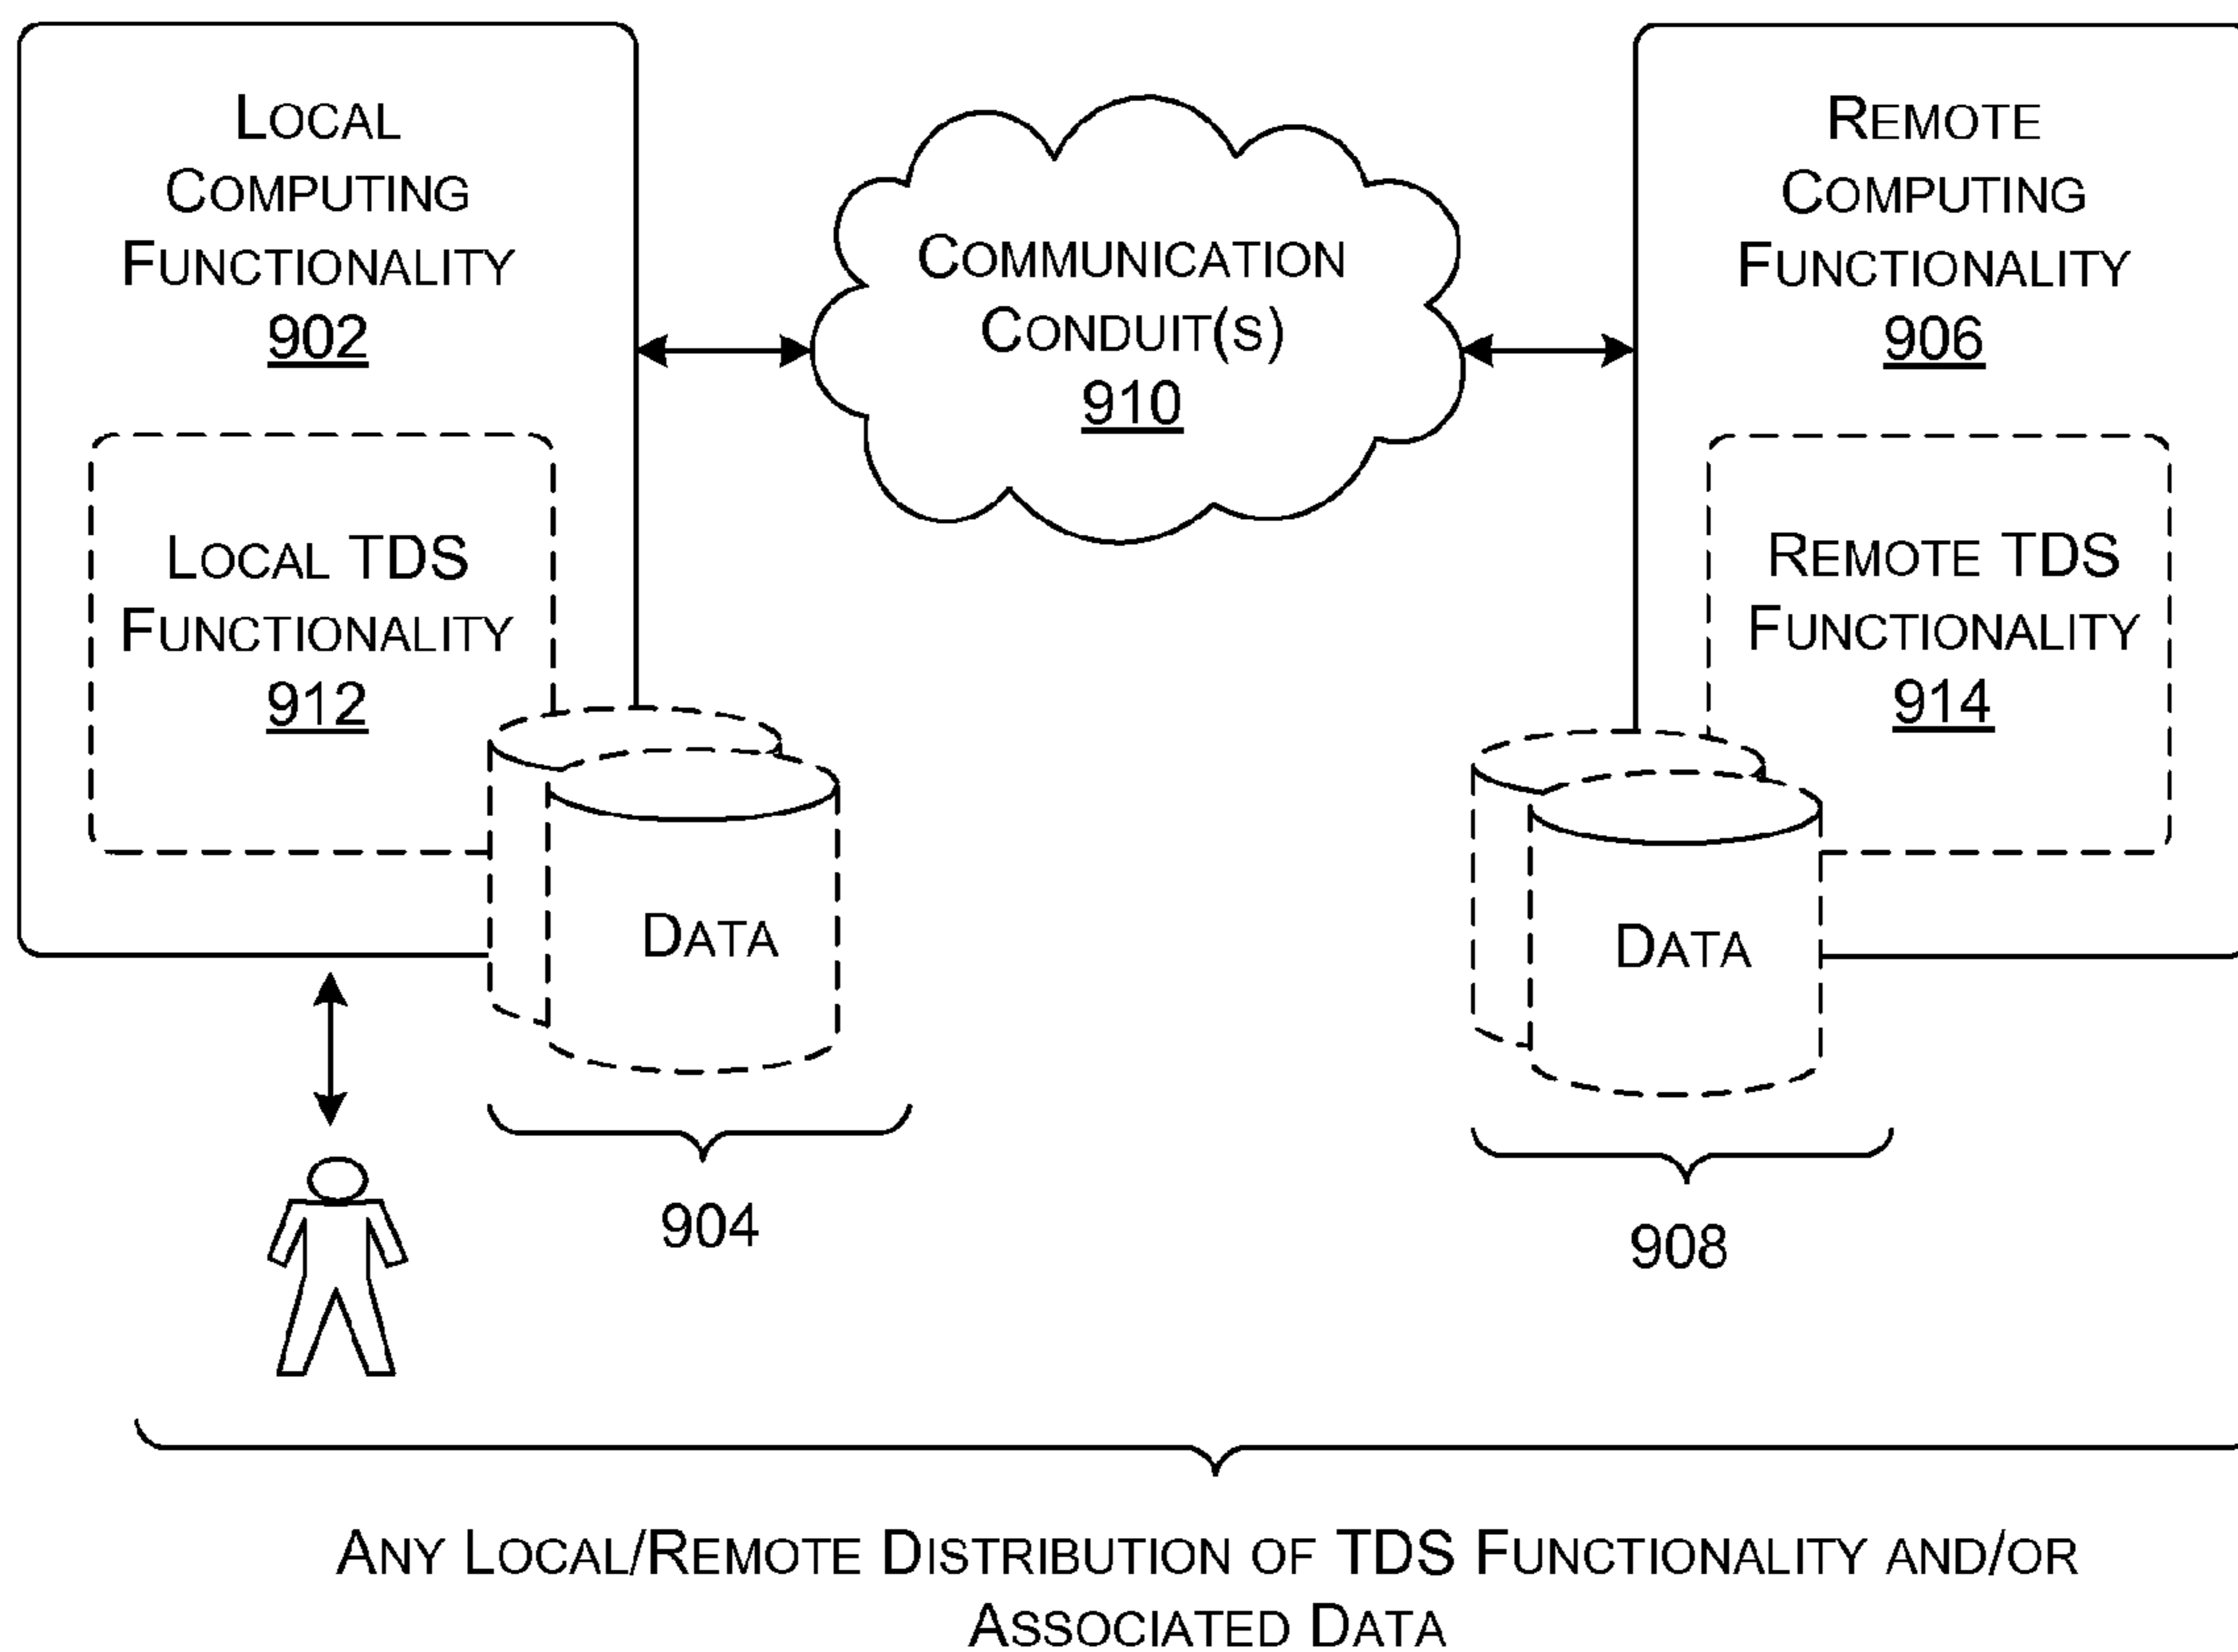 LOCAL
COMPUTING
FUNCTIONALITY
902
LOCAL TDS
FUNCTIONALITY
912
COMMUNICATION
CONDUIT(S)
910
REMOTE
COMPUTING
FUNCTIONALITY
906
REMOTE TDS
FUNCTIONALITY
914
DATA
904
DATA
908
ANY LOCAL/REMOTE DISTRIBUTION OF TDS FUNCTIONALITY AND/OR
ASSOCIATED DATA